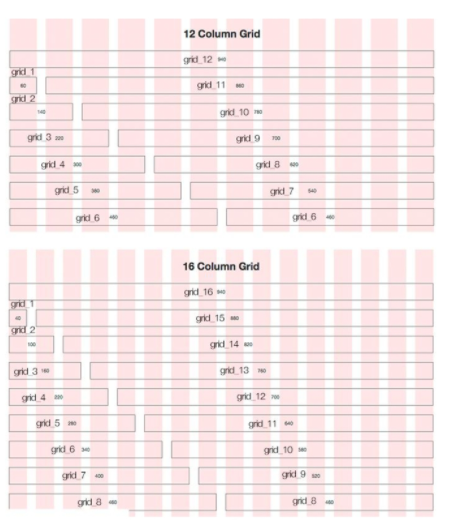 12 Column Grid
grid_12 940
grid_1
60 grid_11 860
grid_2
140 grid_10 780
grid_3 220 grid_9 700
grid_4 300 grid_8 620
grid_5 380 grid_7 540
grid_6 460 grid_6 460
16 Column Grid
grid_16 940
grid_1
40 grid_15 880
grid_2
100 grid_14 820
grid_3 160 grid_13 760
grid_4 220 grid_12 700
grid_5 280 grid_11 640
grid_6 340 grid_10 580
grid_7 400 grid_9 520
grid_8 460 grid_8 460